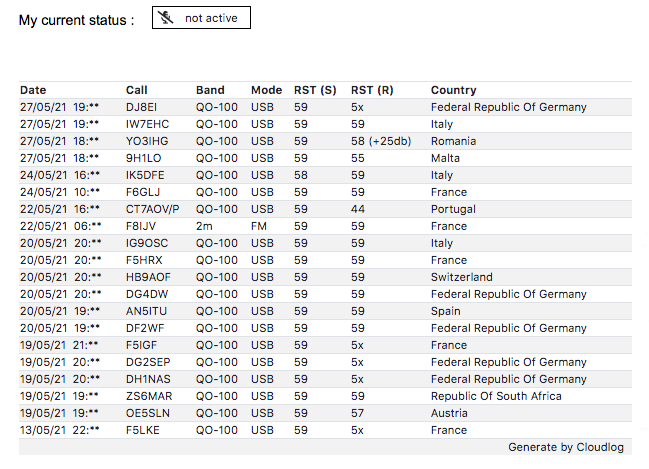 My current status : not active
Date Call Band Mode RST (S) RST (R) Country
27/05/21 19:** DJ8EI QO-100 USB 59 5x Federal Republic Of Germany
27/05/21 19:** IW7EHC QO-100 USB 59 59 Italy
27/05/21 18:** YO3IHG QO-100 USB 59 58 (+25db) Romania
27/05/21 18:** 9H1LO QO-100 USB 59 55 Malta
24/05/21 16:** IK5DFE QO-100 USB 58 59 Italy
24/05/21 10:** F6GLJ QO-100 USB 59 59 France
22/05/21 16:** CT7AOV/P QO-100 USB 59 44 Portugal
22/05/21 06:** F8IJV 2m FM 59 59 France
20/05/21 20:** IG9OSC QO-100 USB 59 59 Italy
20/05/21 20:** F5HRX QO-100 USB 59 59 France
20/05/21 20:** HB9AOF QO-100 USB 59 59 Switzerland
20/05/21 20:** DG4DW QO-100 USB 59 59 Federal Republic Of Germany
20/05/21 19:** AN5ITU QO-100 USB 59 59 Spain
20/05/21 19:** DF2WF QO-100 USB 59 59 Federal Republic Of Germany
19/05/21 21:** F5IGF QO-100 USB 59 5x France
19/05/21 20:** DG2SEP QO-100 USB 59 5x Federal Republic Of Germany
19/05/21 20:** DH1NAS QO-100 USB 59 5x Federal Republic Of Germany
19/05/21 19:** ZS6MAR QO-100 USB 59 59 Republic Of South Africa
19/05/21 19:** OE5SLN QO-100 USB 59 57 Austria
13/05/21 22:** F5LKE QO-100 USB 59 5x France
Generate by Cloudlog